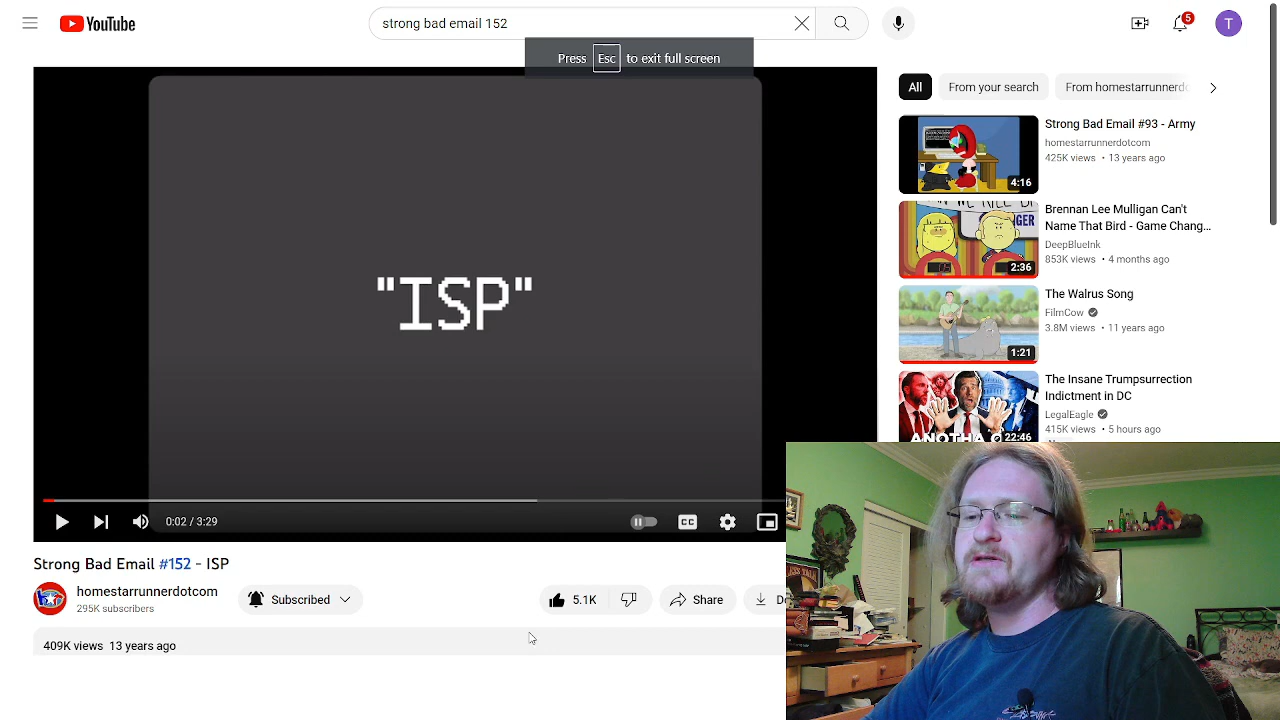 YouTube
strong bad email 152
5
T
Press Esc to exit full screen
"ISP"
0:02 / 3:29
CC
Strong Bad Email #152 - ISP
homestarrunnerdotcom
295K subscribers
Subscribed
5.1K
Share
409K views 13 years ago
All
From your search
From homestarrunnerdc
Strong Bad Email #93 - Army
homestarrunnerdotcom
425K views • 13 years ago
4:16
Brennan Lee Mulligan Can't
Name That Bird - Game Chang...
DeepBlueInk
853K views • 4 months ago
2:36
The Walrus Song
FilmCow
3.8M views • 11 years ago
1:21
The Insane Trumpsurrection
Indictment in DC
LegalEagle
415K views • 5 hours ago
22:46